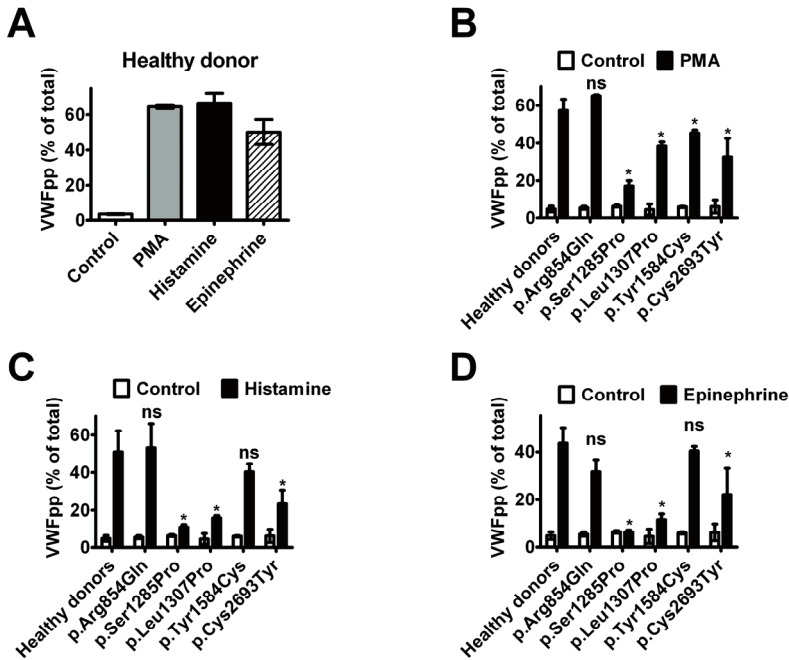 A
Healthy donor
VWFpp (% of total)
60
40
20
0
Control
PMA
Histamine
Epinephrine
B
Control PMA
VWFpp (% of total)
60
40
20
0
ns
*
*
*
*
Healthy donors
p.Arg854Gln
p.Ser1285Pro
p.Leu1307Pro
p.Tyr1584Cys
p.Cys2693Tyr
C
Control Histamine
VWFpp (% of total)
60
40
20
0
ns
*
*
ns
*
Healthy donors
p.Arg854Gln
p.Ser1285Pro
p.Leu1307Pro
p.Tyr1584Cys
p.Cys2693Tyr
D
Control Epinephrine
VWFpp (% of total)
40
20
0
ns
*
*
ns
*
Healthy donors
p.Arg854Gln
p.Ser1285Pro
p.Leu1307Pro
p.Tyr1584Cys
p.Cys2693Tyr